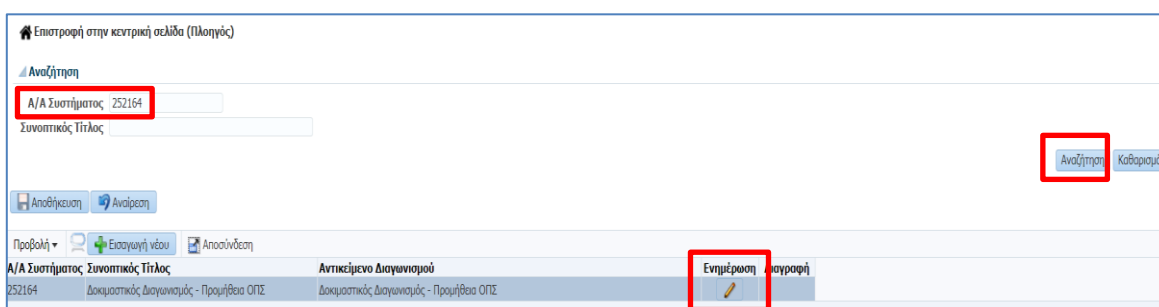 Επιστροφή στην κεντρική σελίδα (Πλοηγός)
Αναζήτηση
Α/Α Συστήματος 252164
Συνοπτικός Τίτλος
Αναζήτηση
Αποθήκευση Αναίρεση
Προβολή Εισαγωγή νέου Αποσύνδεση
Α/Α Συστήματος Συνοπτικός Τίτλος Αντικείμενο Διαγωνισμού Ενημέρωση Διαγραφή
252164 Δοκιμαστικός Διαγωνισμός - Προμήθεια ΟΠΣ Δοκιμαστικός Διαγωνισμός - Προμήθεια ΟΠΣ